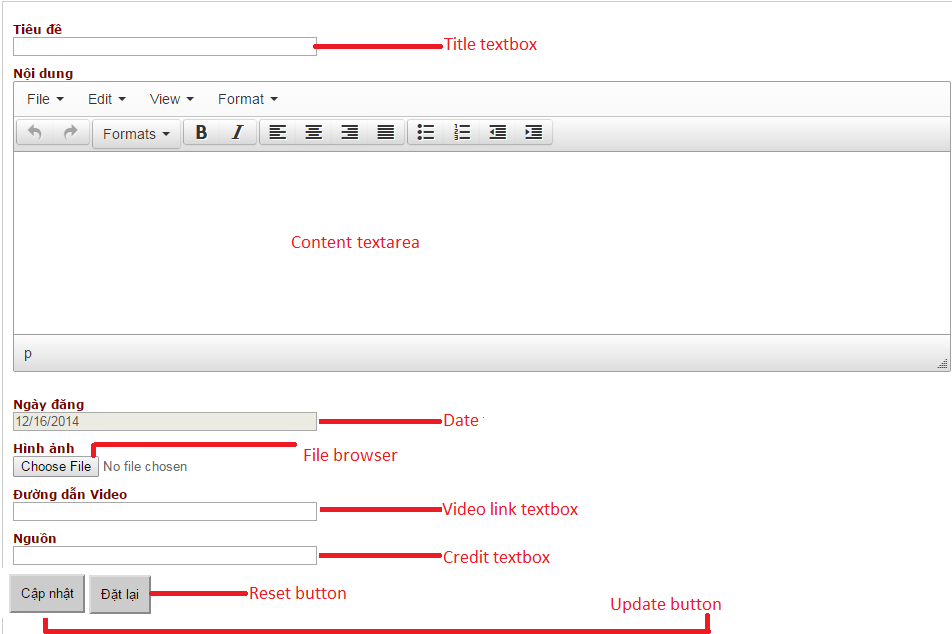 Tiêu đề
Title textbox
Nội dung
File Edit View Format
Formats B I
Content textarea
p
Ngày đăng
12/16/2014
Date
Hình ảnh
Choose File No file chosen
File browser
Đường dẫn Video
Video link textbox
Nguồn
Credit textbox
Cập nhật Đặt lại
Reset button
Update button